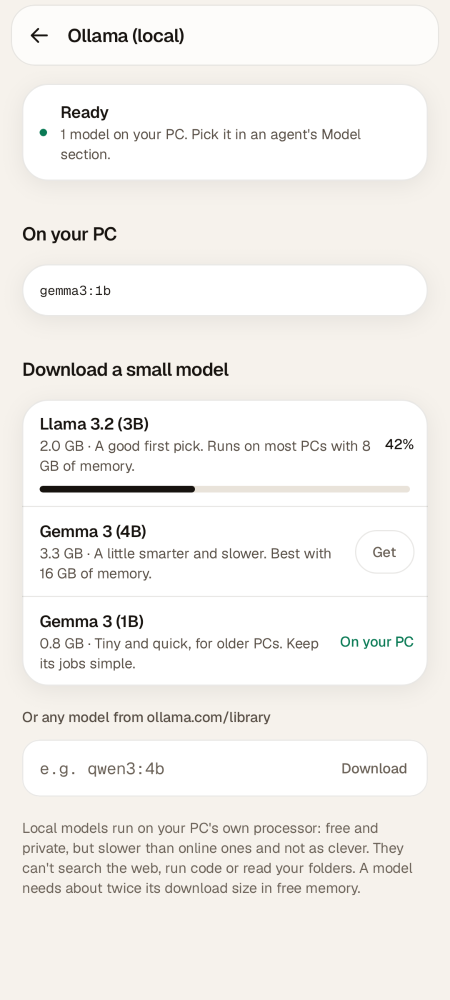 Ollama (local)
Ready
1 model on your PC. Pick it in an agent's Model
section.
On your PC
gemma3:1b
Download a small model
Llama 3.2 (3B)
2.0 GB · A good first pick. Runs on most PCs with 8
GB of memory.
42%
Gemma 3 (4B)
3.3 GB · A little smarter and slower. Best with
16 GB of memory.
Get
Gemma 3 (1B)
0.8 GB · Tiny and quick, for older PCs. Keep
its jobs simple.
On your PC
Or any model from ollama.com/library
e.g. qwen3:4b
Download
Local models run on your PC's own processor: free and
private, but slower than online ones and not as clever. They
can't search the web, run code or read your folders. A model
needs about twice its download size in free memory.